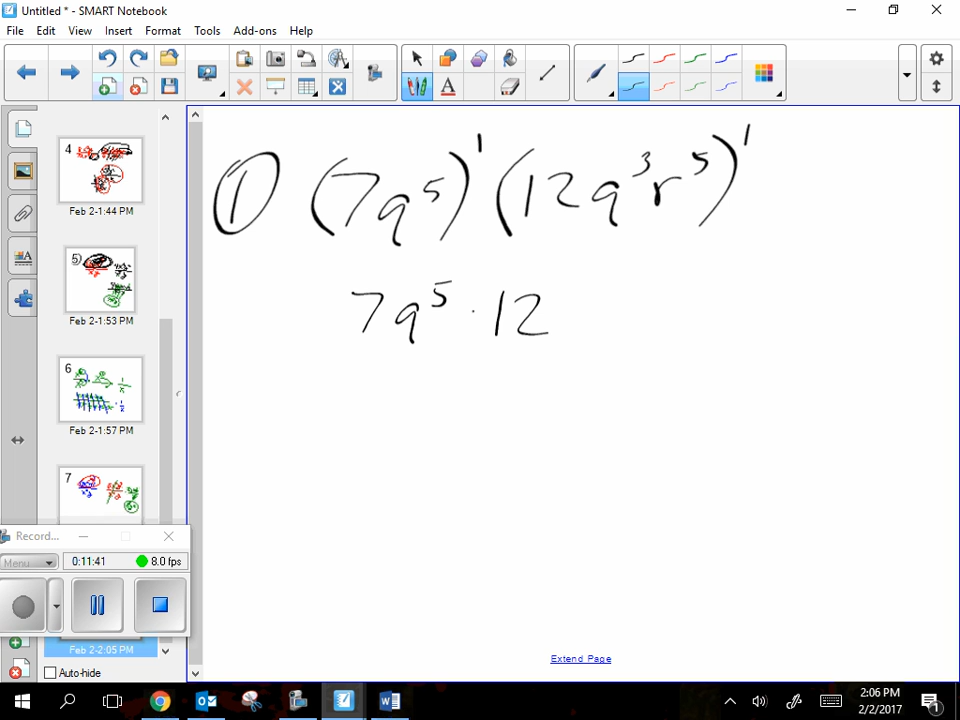 Untitled * - SMART Notebook
File Edit View Insert Format Tools Add-ons Help
4
Feb 2-1:44 PM
5)
Feb 2-1:53 PM
6
Feb 2-1:57 PM
7
Record...
Menu 0:11:41 8.0 fps
Feb 2-2:05 PM
Auto-hide
① (7q⁵)¹ (12q³r⁵)¹
7q⁵ · 12
Extend Page
2:06 PM
2/2/2017
1